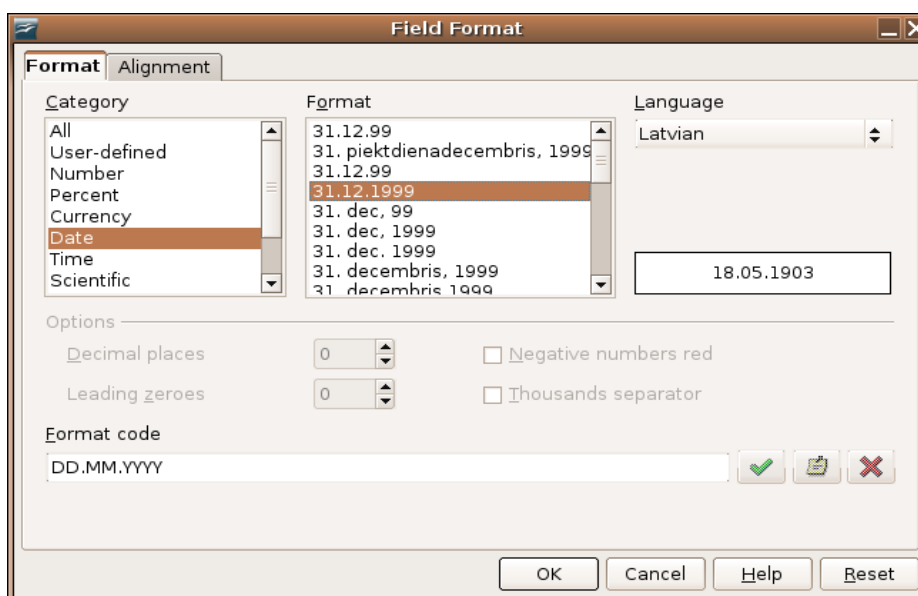 Field Format
Format Alignment
Category
All
User-defined
Number
Percent
Currency
Date
Time
Scientific
Format
31.12.99
31. piektdienadecembris, 1999
31.12.99
31.12.1999
31. dec, 99
31. dec, 1999
31. dec. 1999
31. decembris, 1999
31. decembris 1999
Language
Latvian
18.05.1903
Options
Decimal places 0
Leading zeroes 0
Negative numbers red
Thousands separator
Format code
DD.MM.YYYY
OK Cancel Help Reset